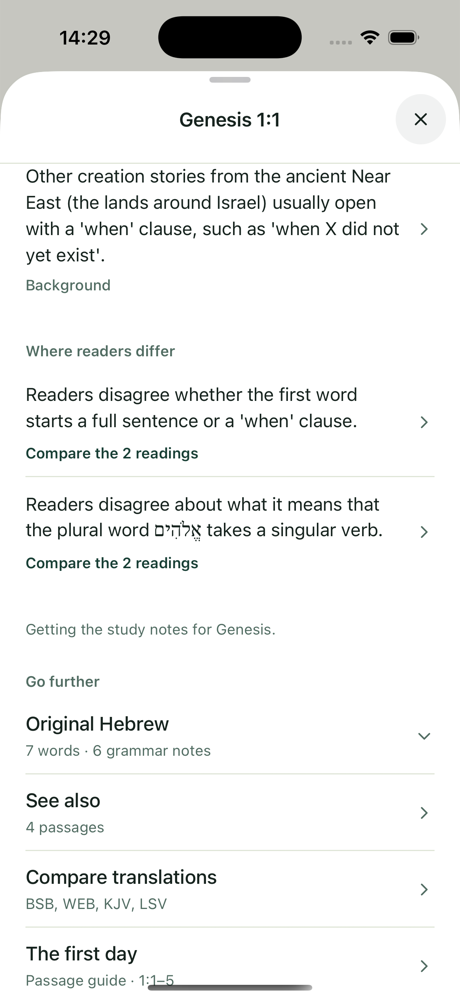 14:29
Genesis 1:1
Other creation stories from the ancient Near
East (the lands around Israel) usually open
with a 'when' clause, such as 'when X did not
yet exist'.
Background
Where readers differ
Readers disagree whether the first word
starts a full sentence or a 'when' clause.
Compare the 2 readings
Readers disagree about what it means that
the plural word אֱלֹהִים takes a singular verb.
Compare the 2 readings
Getting the study notes for Genesis.
Go further
Original Hebrew
7 words · 6 grammar notes
See also
4 passages
Compare translations
BSB, WEB, KJV, LSV
The first day
Passage guide · 1:1–5